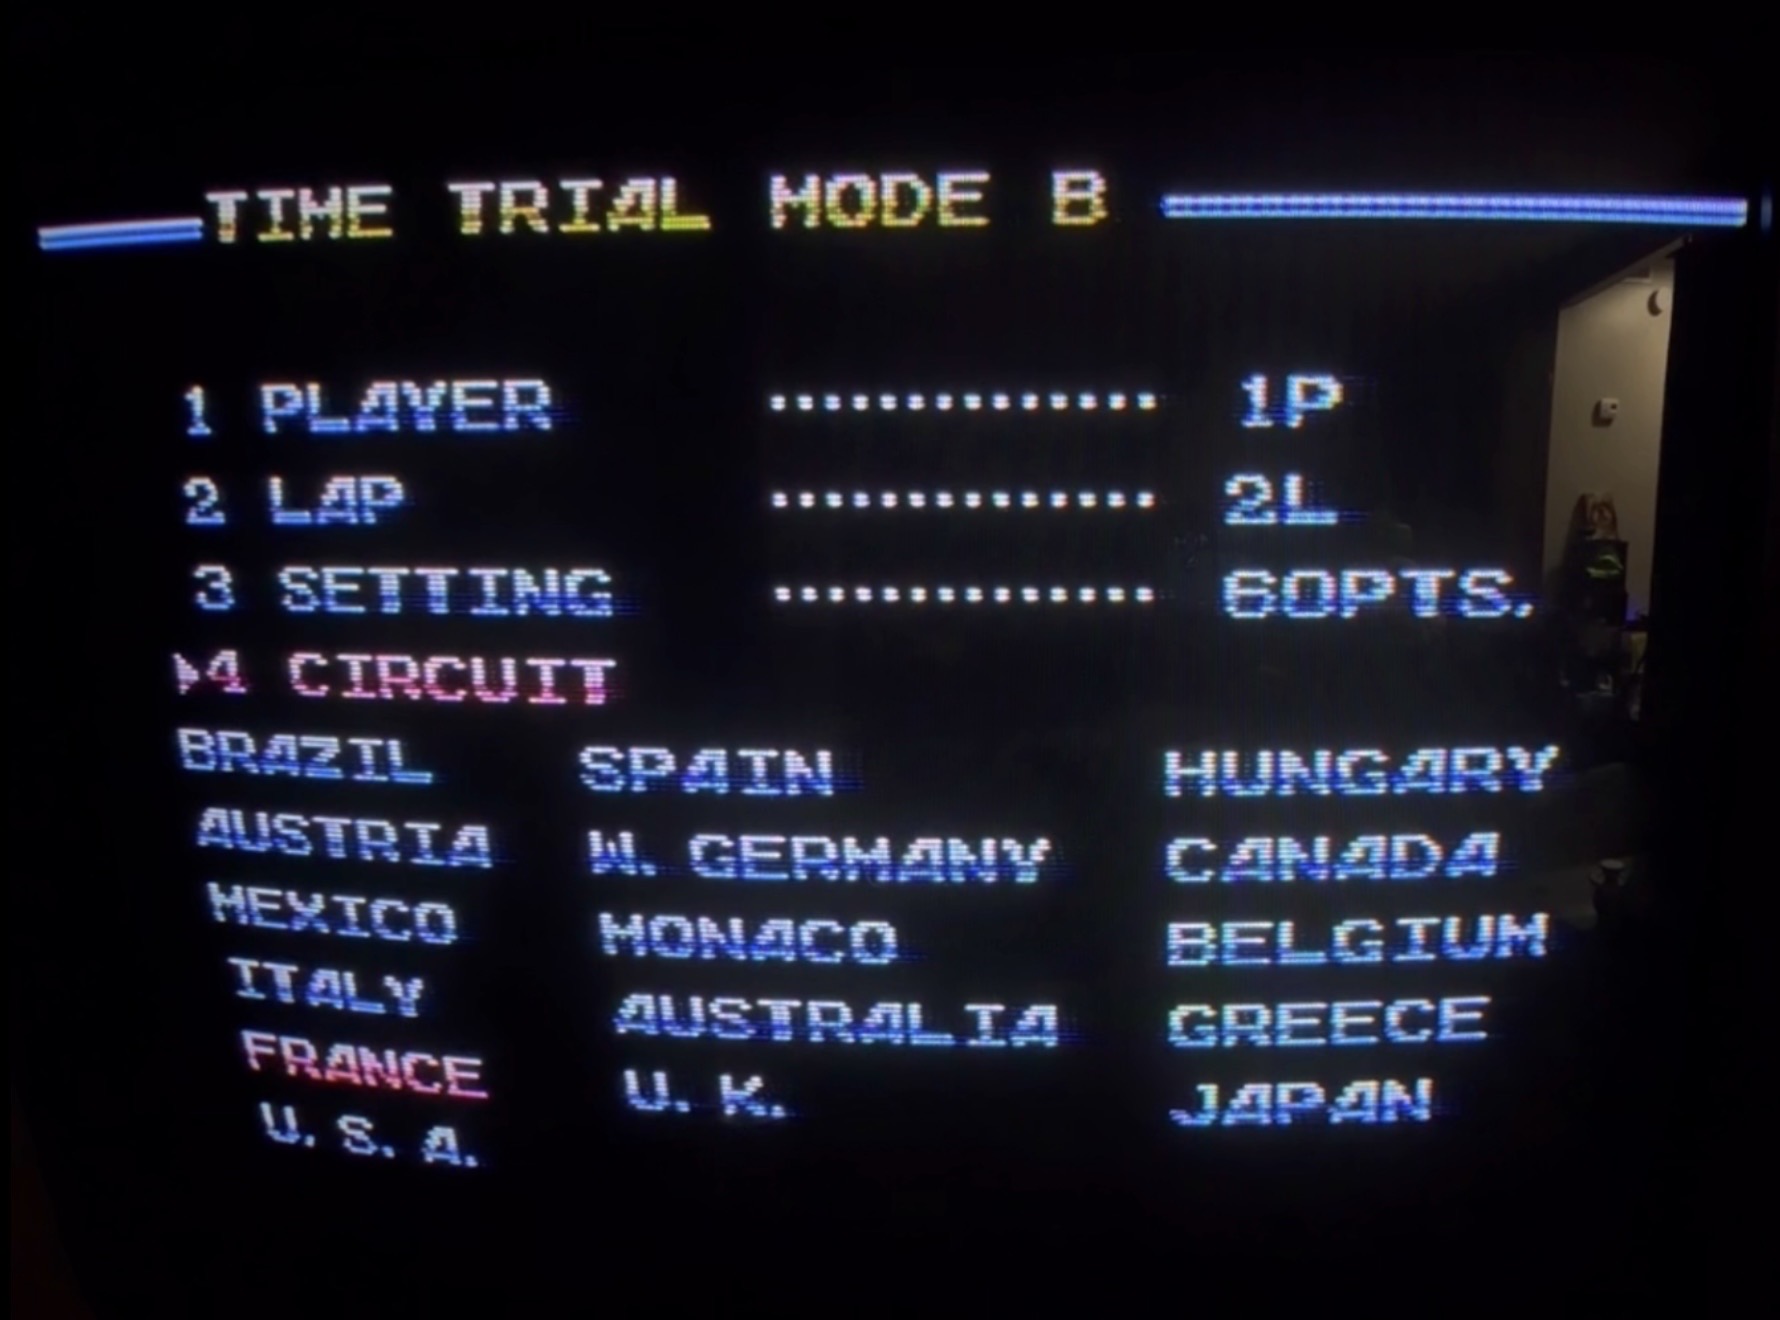 TIME TRIAL MODE B
1 PLAYER .............. 1P
2 LAP .............. 2L
3 SETTING .............. 60PTS.
▶4 CIRCUIT
BRAZIL SPAIN HUNGARY
AUSTRIA W. GERMANY CANADA
MEXICO MONACO BELGIUM
ITALY AUSTRALIA GREECE
FRANCE U. K. JAPAN
U. S. A.